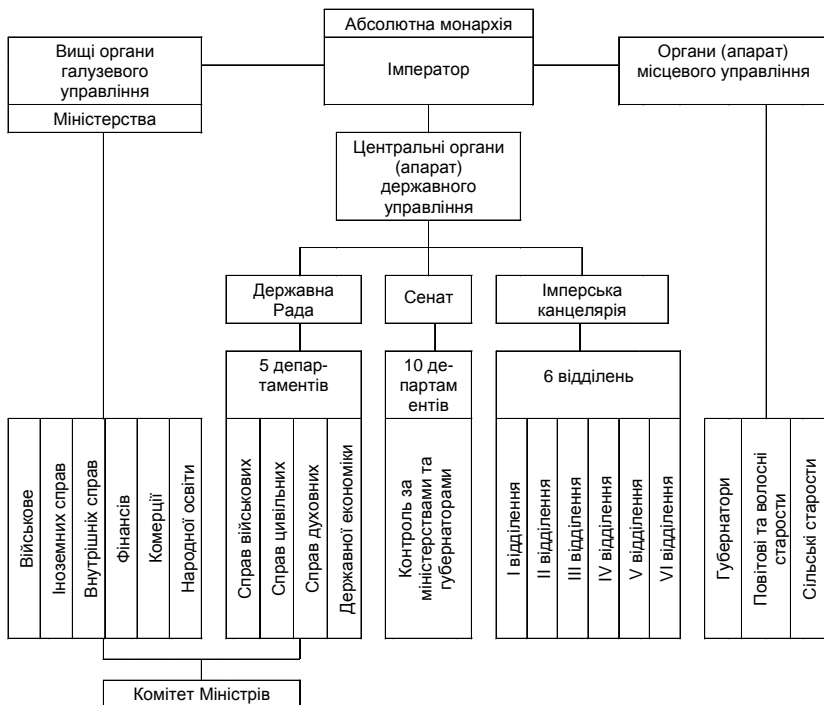 Абсолютна монархія
Імператор
Вищі органи
галузевого
управління
Міністерства
Органи (апарат)
місцевого управління
Центральні органи
(апарат)
державного
управління
Державна
Рада
Сенат
Імперська
канцелярія
5 депар-
таментів
10 де-
партам
ентів
6 відділень
Військове
Іноземних справ
Внутрішніх справ
Фінансів
Комерції
Народної освіти
Справ військових
Справ цивільних
Справ духовних
Державної економіки
Контроль за
міністерствами та
губернаторами
І відділення
ІІ відділення
ІІІ відділення
ІV відділення
V відділення
VI відділення
Губернатори
Повітові та волосні
старости
Сільські старости
Комітет Міністрів